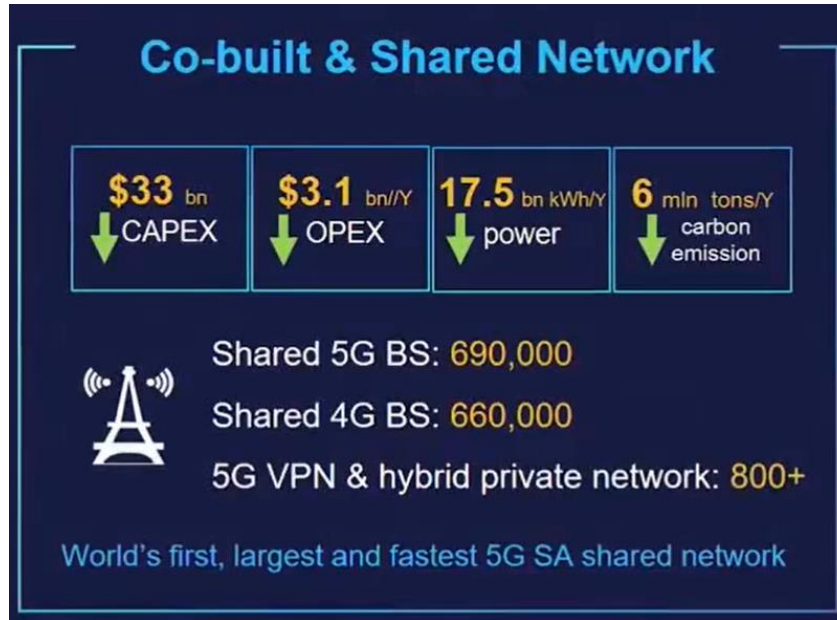 Co-built & Shared Network
$33 bn
CAPEX
$3.1 bn//Y
OPEX
17.5 bn kWh/Y
power
6 mln tons/Y
carbon
emission
Shared 5G BS: 690,000
Shared 4G BS: 660,000
5G VPN & hybrid private network: 800+
World's first, largest and fastest 5G SA shared network